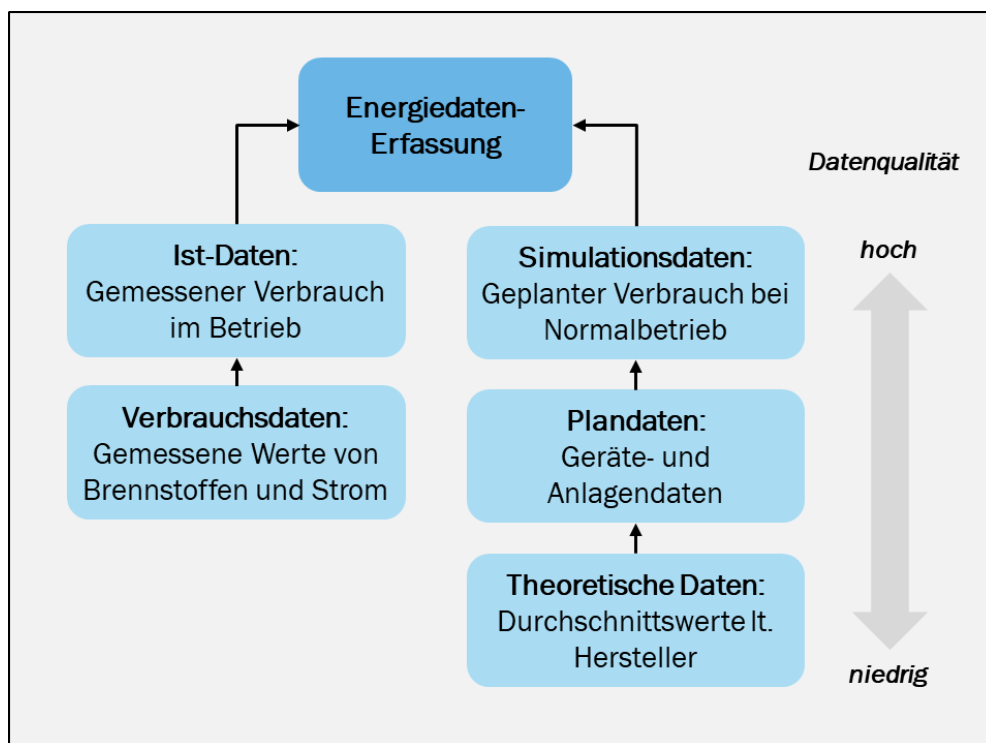 Energiedaten-
Erfassung
Datenqualität
Ist-Daten:
Gemessener Verbrauch
im Betrieb
Simulationsdaten:
Geplanter Verbrauch bei
Normalbetrieb
hoch
Verbrauchsdaten:
Gemessene Werte von
Brennstoffen und Strom
Plandaten:
Geräte- und
Anlagendaten
Theoretische Daten:
Durchschnittswerte lt.
Hersteller
niedrig